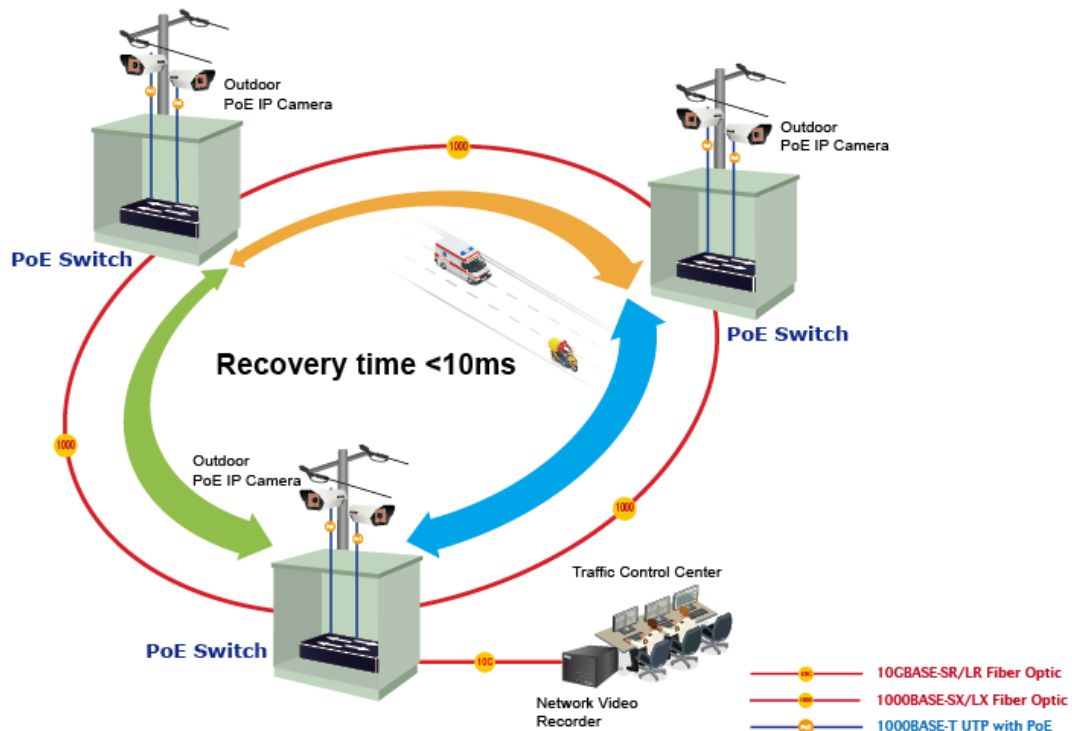 Outdoor
PoE IP Camera
1000
Outdoor
PoE IP Camera
PoE Switch
PoE Switch
Recovery time <10ms
1000
Outdoor
PoE IP Camera
1000
Traffic Control Center
PoE Switch
10G
Network Video
Recorder
10GBASE-SR/LR Fiber Optic
1000
1000BASE-SX/LX Fiber Optic
PoE
1000BASE-T UTP with PoE